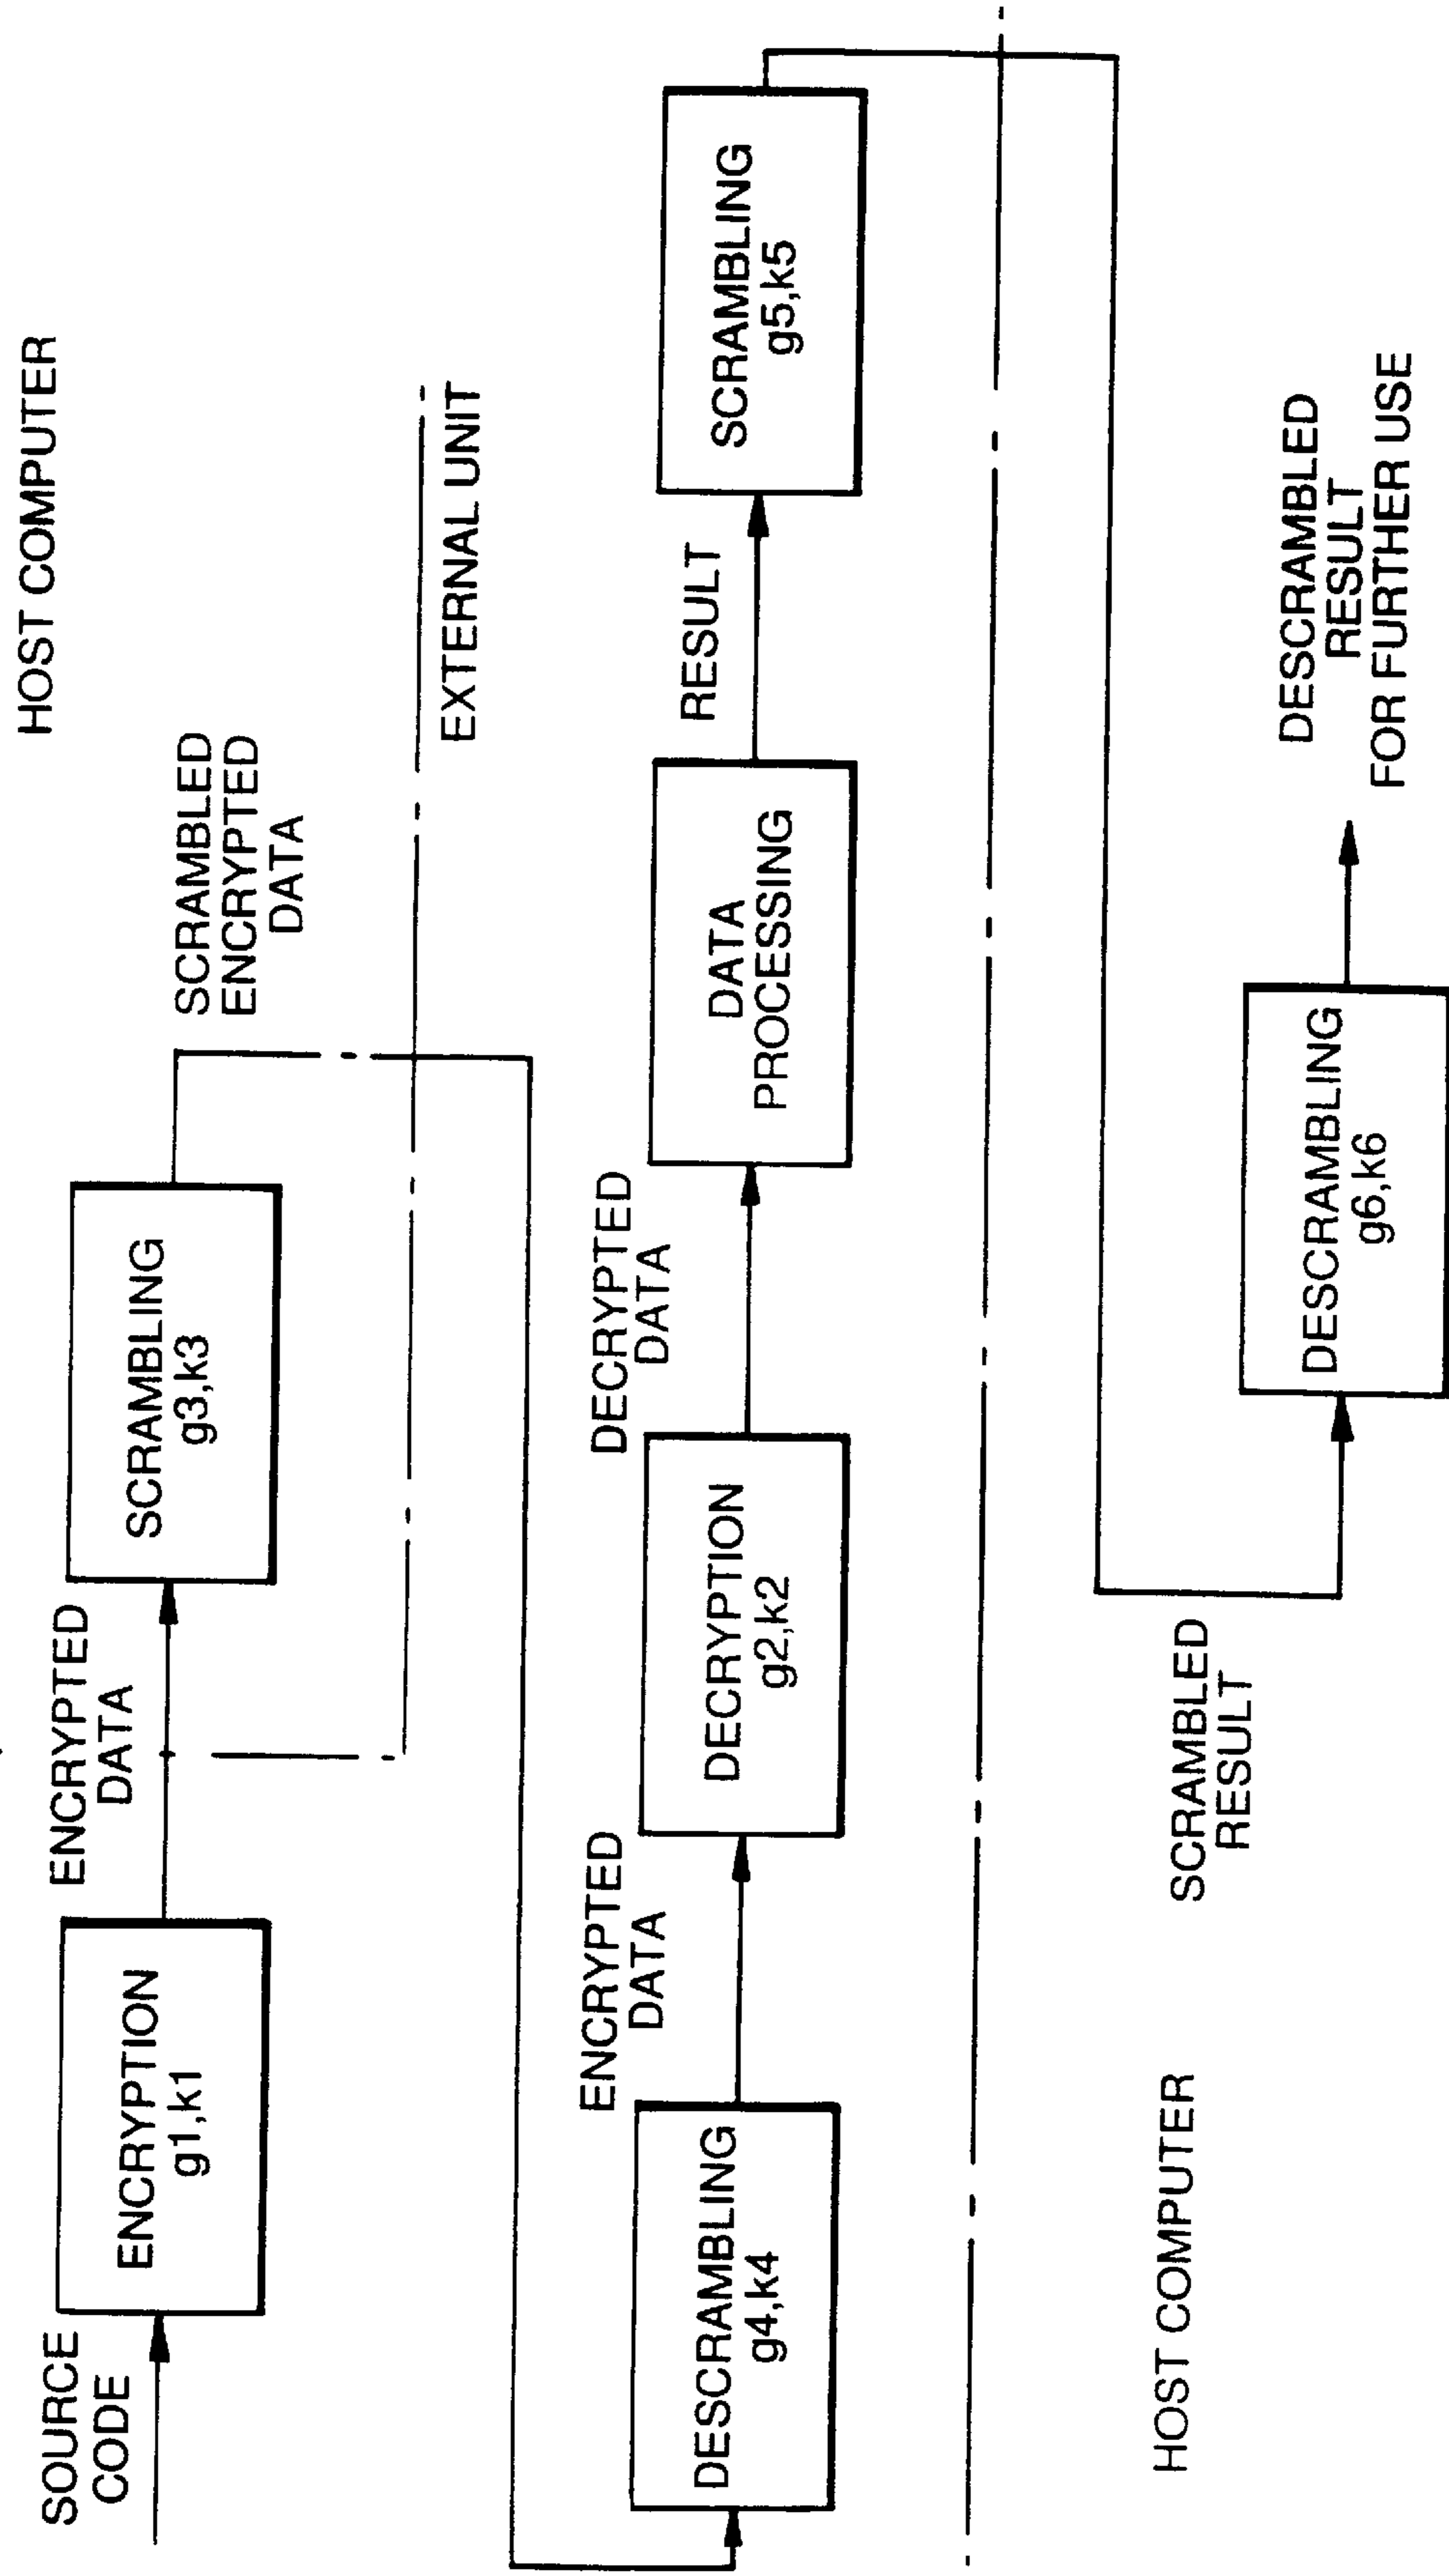 HOST COMPUTER
SOURCE
CODE
ENCRYPTION
g1,k1
ENCRYPTED
DATA
SCRAMBLING
g3,k3
SCRAMBLED
ENCRYPTED
DATA
EXTERNAL UNIT
DESCRAMBLING
g4,k4
ENCRYPTED
DATA
DECRYPTION
g2,k2
DECRYPTED
DATA
DATA
PROCESSING
RESULT
SCRAMBLING
g5,k5
HOST COMPUTER
SCRAMBLED
RESULT
DESCRAMBLING
g6,k6
DESCRAMBLED
RESULT
FOR FURTHER USE